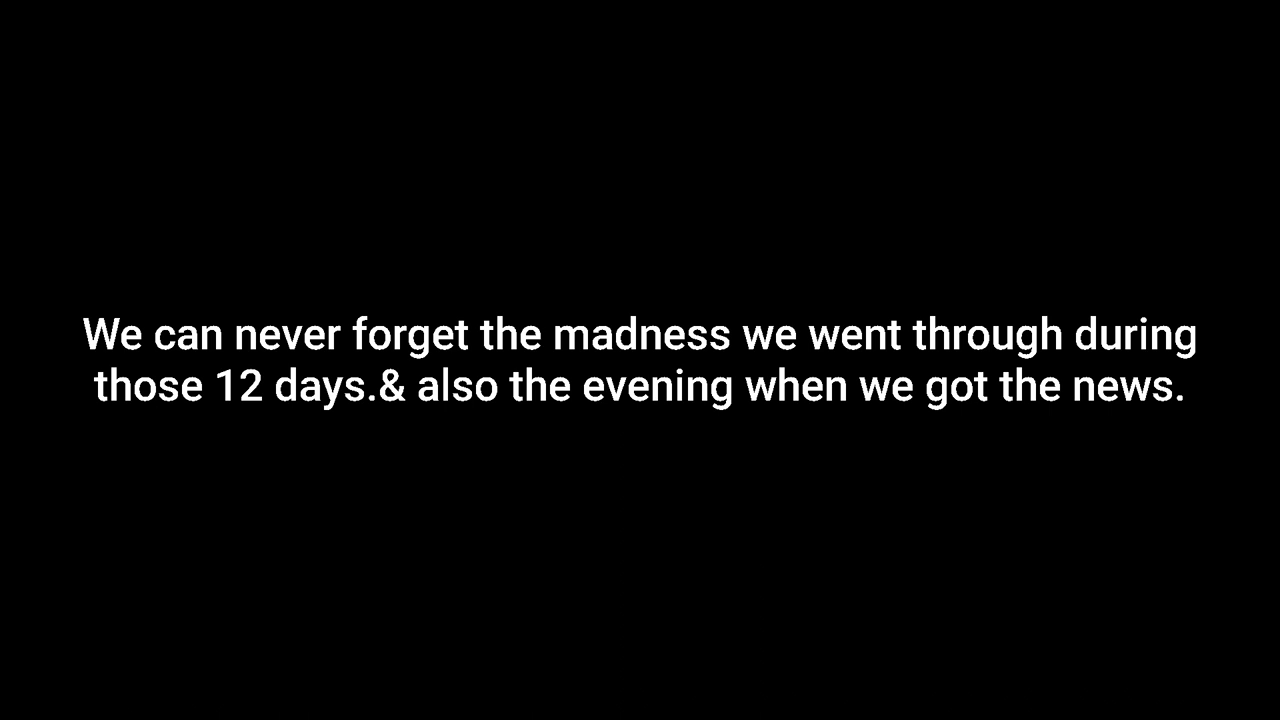 We can never forget the madness we went through during
those 12 days.& also the evening when we got the news.